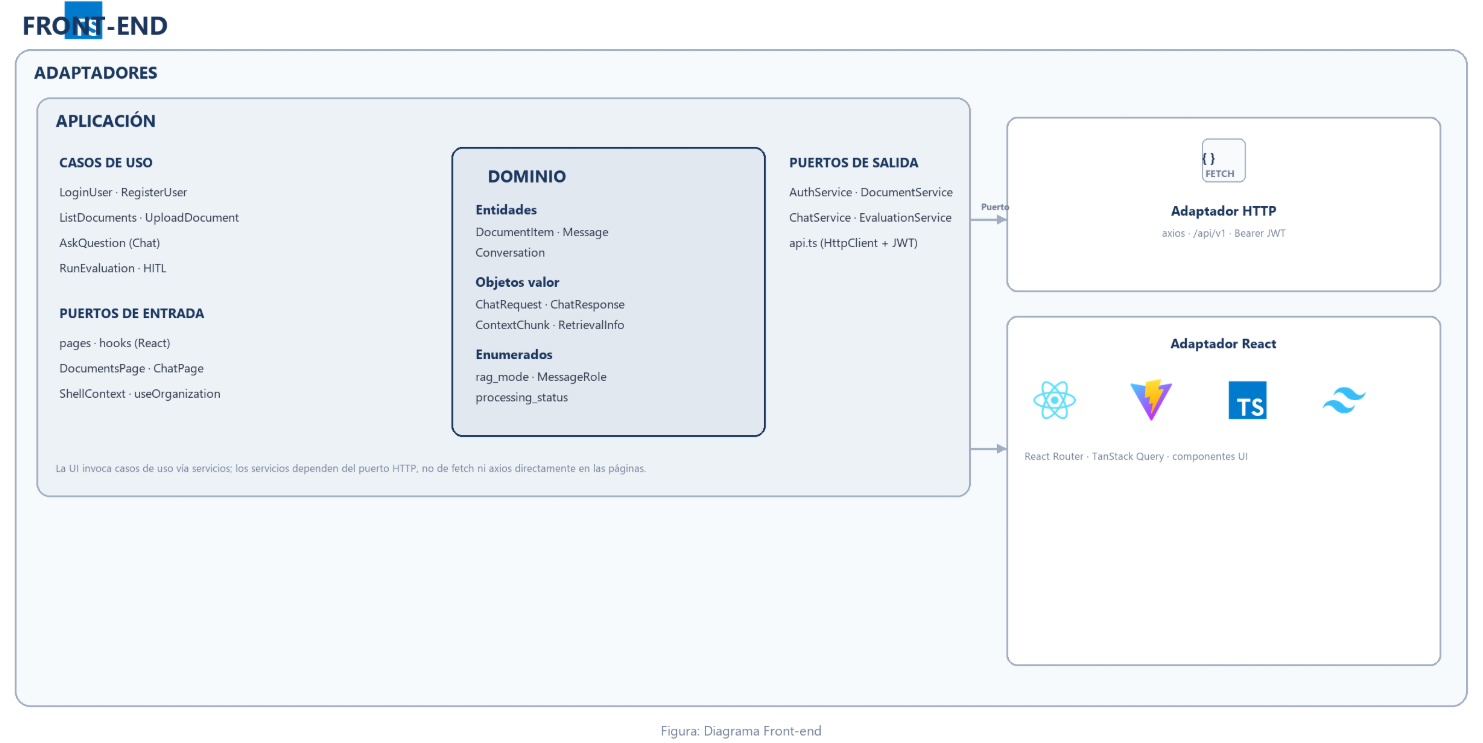 FRONT-END
TS
ADAPTADORES
APLICACIÓN
CASOS DE USO
LoginUser · RegisterUser
ListDocuments · UploadDocument
AskQuestion (Chat)
RunEvaluation · HITL
PUERTOS DE ENTRADA
pages · hooks (React)
DocumentsPage · ChatPage
ShellContext · useOrganization
DOMINIO
Entidades
DocumentItem · Message
Conversation
Objetos valor
ChatRequest · ChatResponse
ContextChunk · RetrievalInfo
Enumerados
rag_mode · MessageRole
processing_status
PUERTOS DE SALIDA
AuthService · DocumentService
ChatService · EvaluationService
api.ts (HttpClient + JWT)
La UI invoca casos de uso vía servicios; los servicios dependen del puerto HTTP, no de fetch ni axios directamente en las páginas.
Puerto
{ }
FETCH
Adaptador HTTP
axios · /api/v1 · Bearer JWT
Adaptador React
TS
React Router · TanStack Query · componentes UI
Figura: Diagrama Front-end